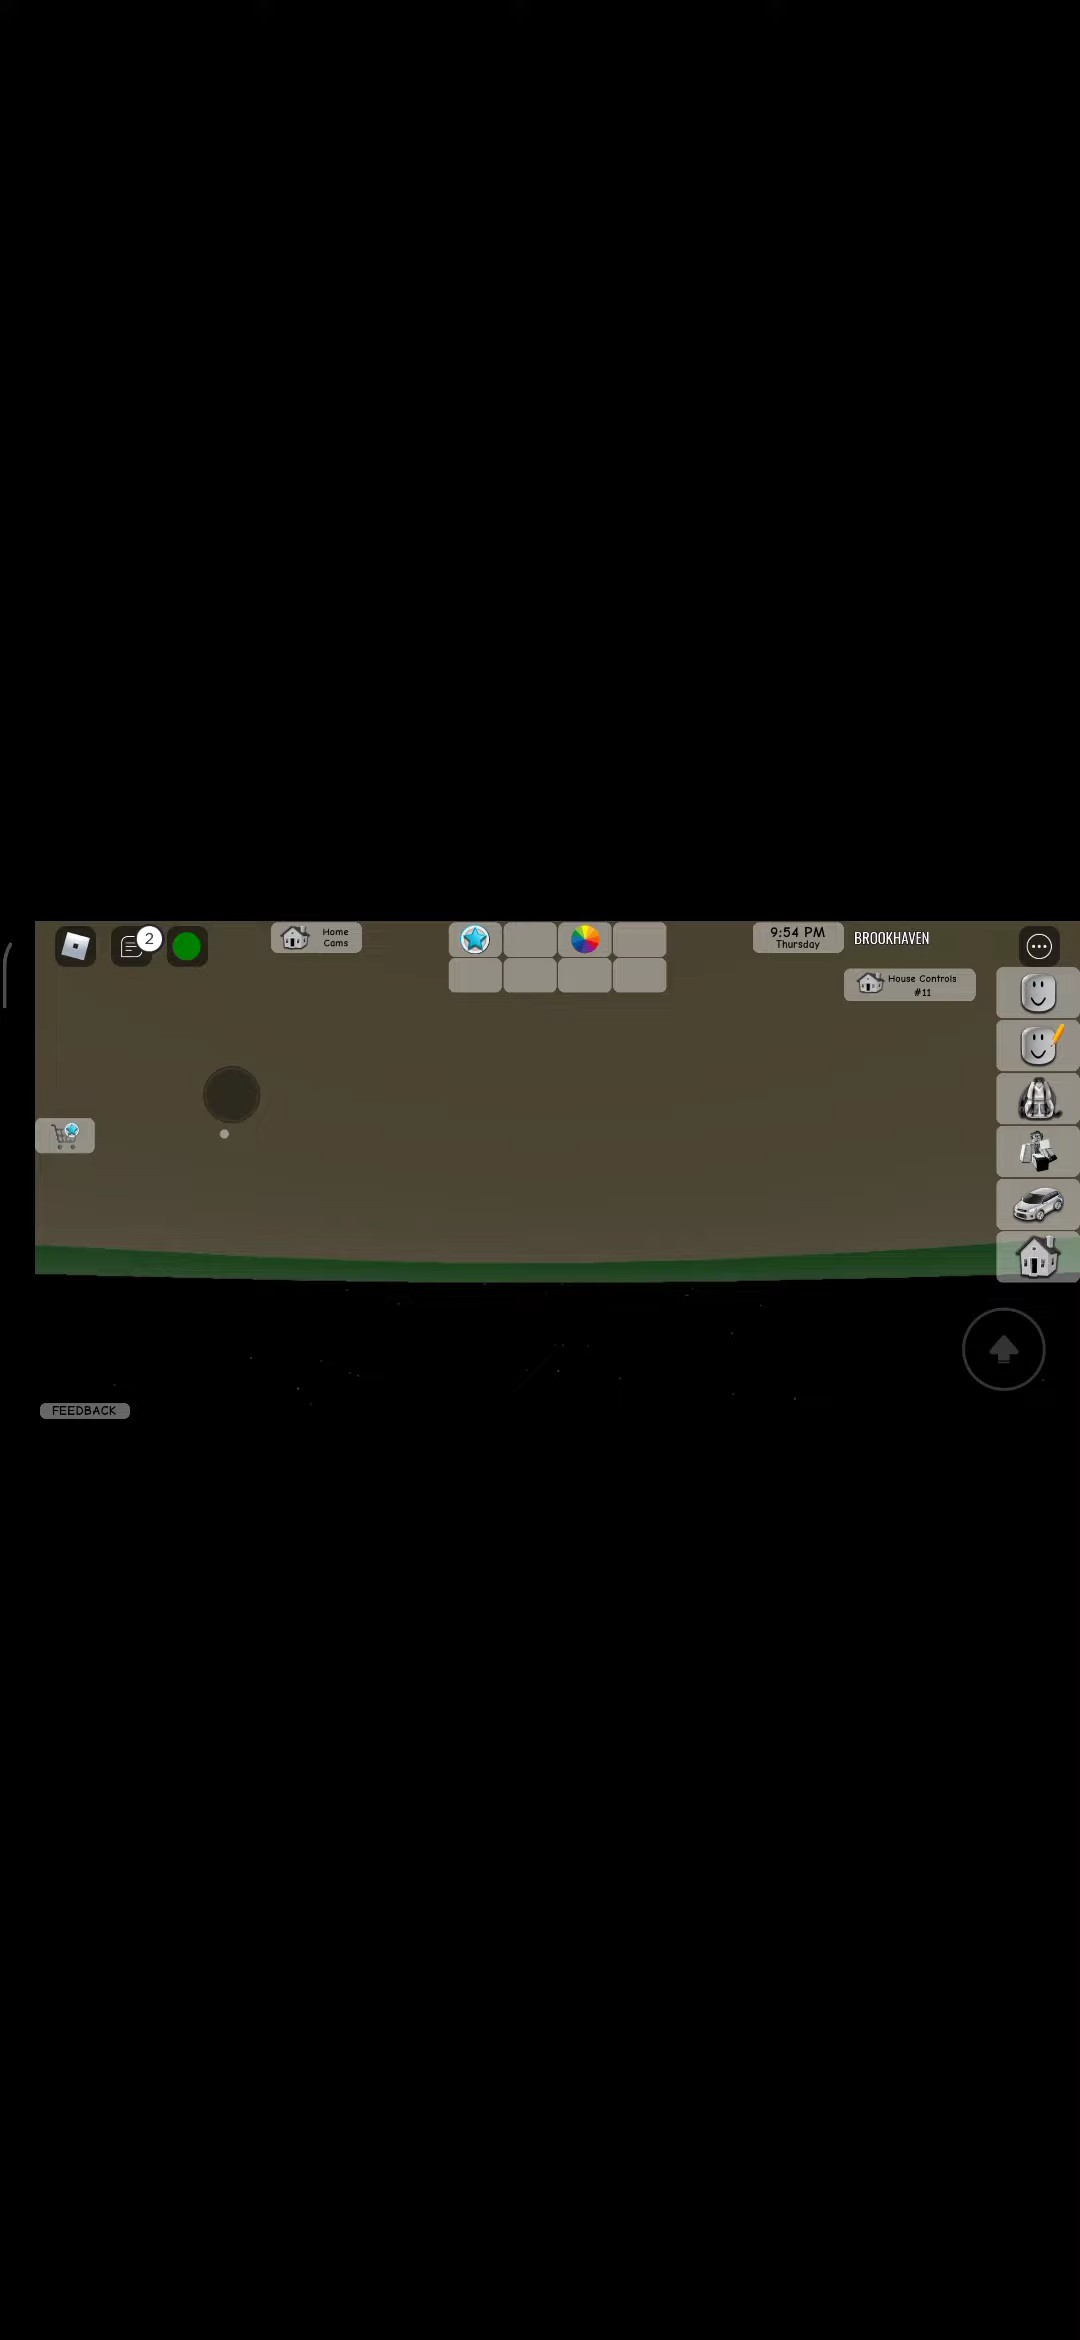 2
Home
Cams
9:54 PM
Thursday
BROOKHAVEN
House Controls
#11
FEEDBACK